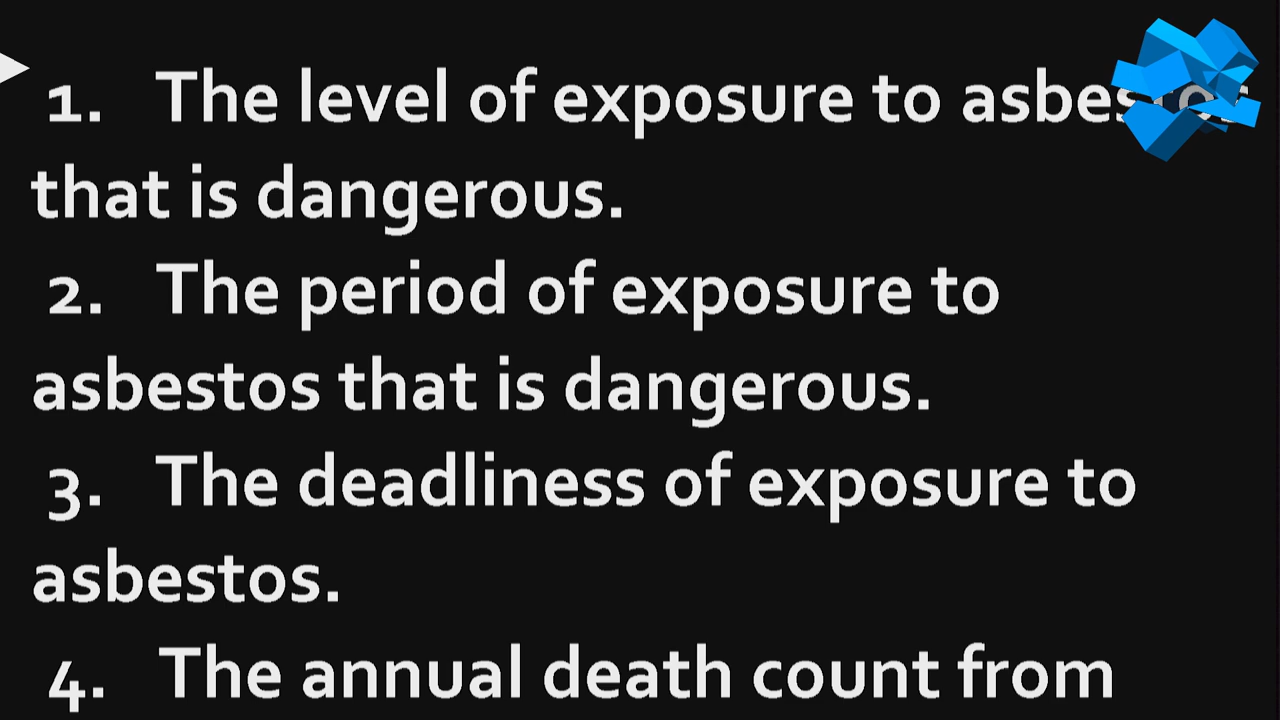 1. The level of exposure to asbestos
that is dangerous.
2. The period of exposure to
asbestos that is dangerous.
3. The deadliness of exposure to
asbestos.
4. The annual death count from